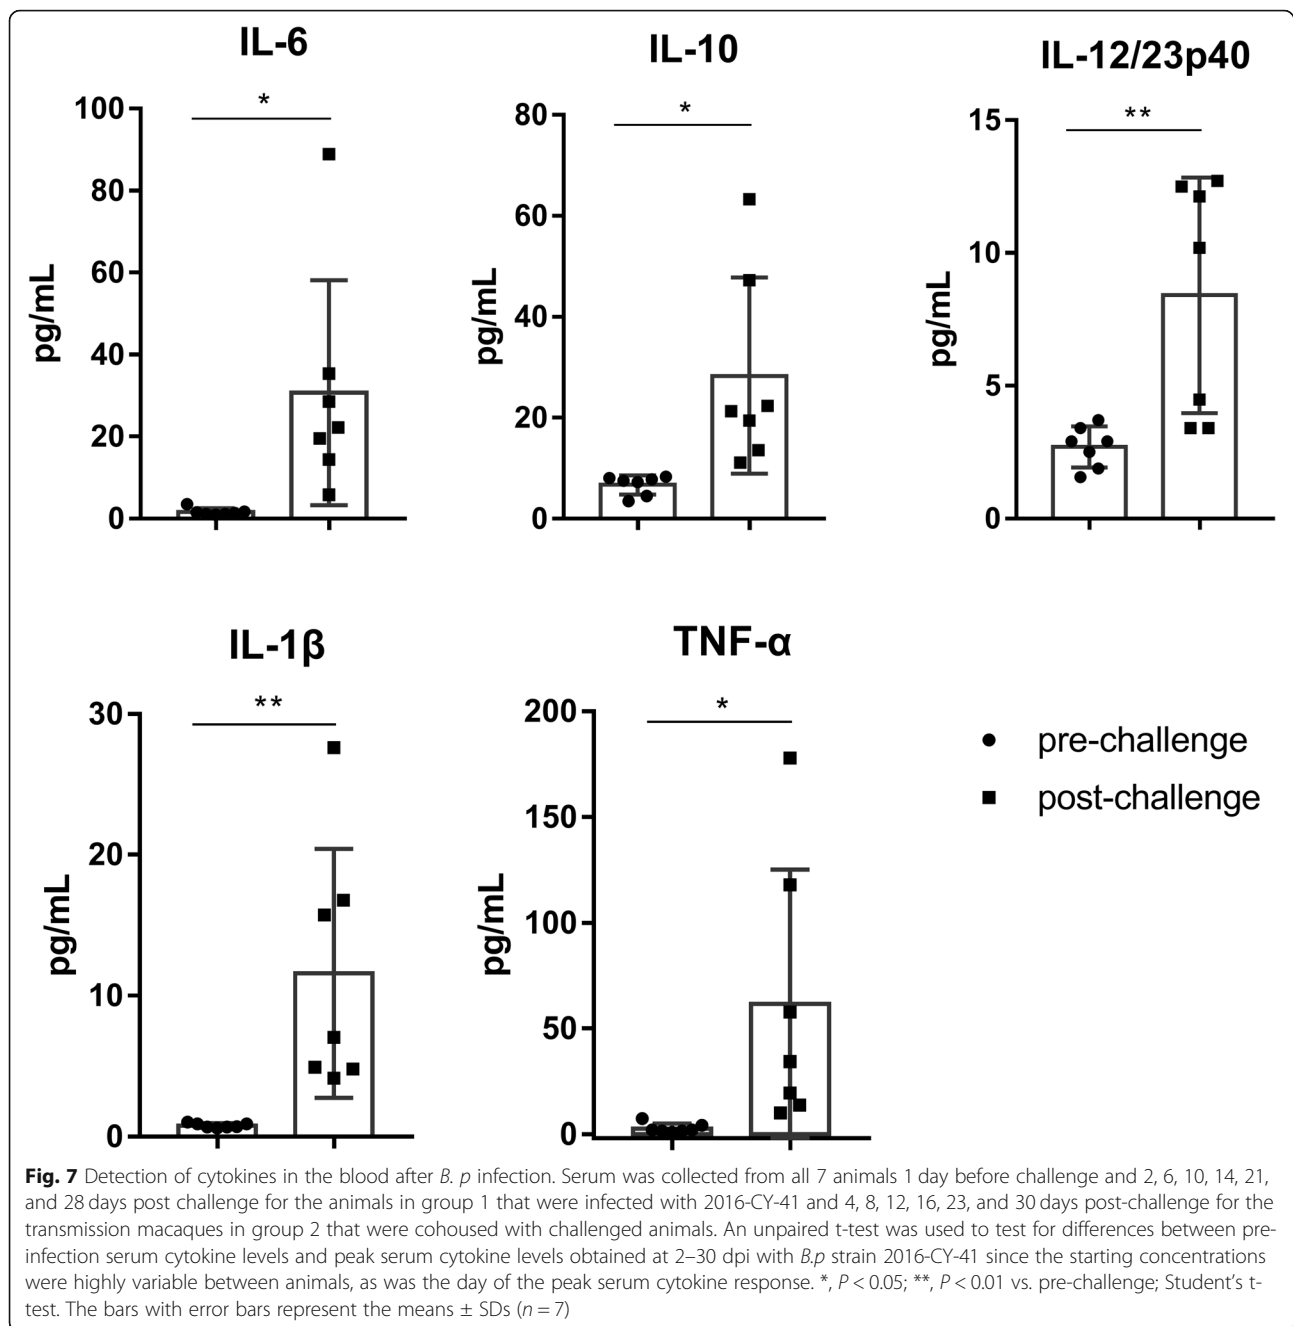 IL-6
IL-10
IL-12/23p40
*
*
**
100
80
60
40
20
0
pg/mL
80
60
40
20
0
pg/mL
15
10
5
0
pg/mL
IL-1β
TNF-α
**
*
30
20
10
0
pg/mL
200
150
100
50
0
pg/mL
pre-challenge
post-challenge
Fig. 7 Detection of cytokines in the blood after B. p infection. Serum was collected from all 7 animals 1 day before challenge and 2, 6, 10, 14, 21,
and 28 days post challenge for the animals in group 1 that were infected with 2016-CY-41 and 4, 8, 12, 16, 23, and 30 days post-challenge for the
transmission macaques in group 2 that were cohoused with challenged animals. An unpaired t-test was used to test for differences between pre-
infection serum cytokine levels and peak serum cytokine levels obtained at 2–30 dpi with B.p strain 2016-CY-41 since the starting concentrations
were highly variable between animals, as was the day of the peak serum cytokine response. *, P < 0.05; **, P < 0.01 vs. pre-challenge; Student's t-
test. The bars with error bars represent the means ± SDs (n = 7)